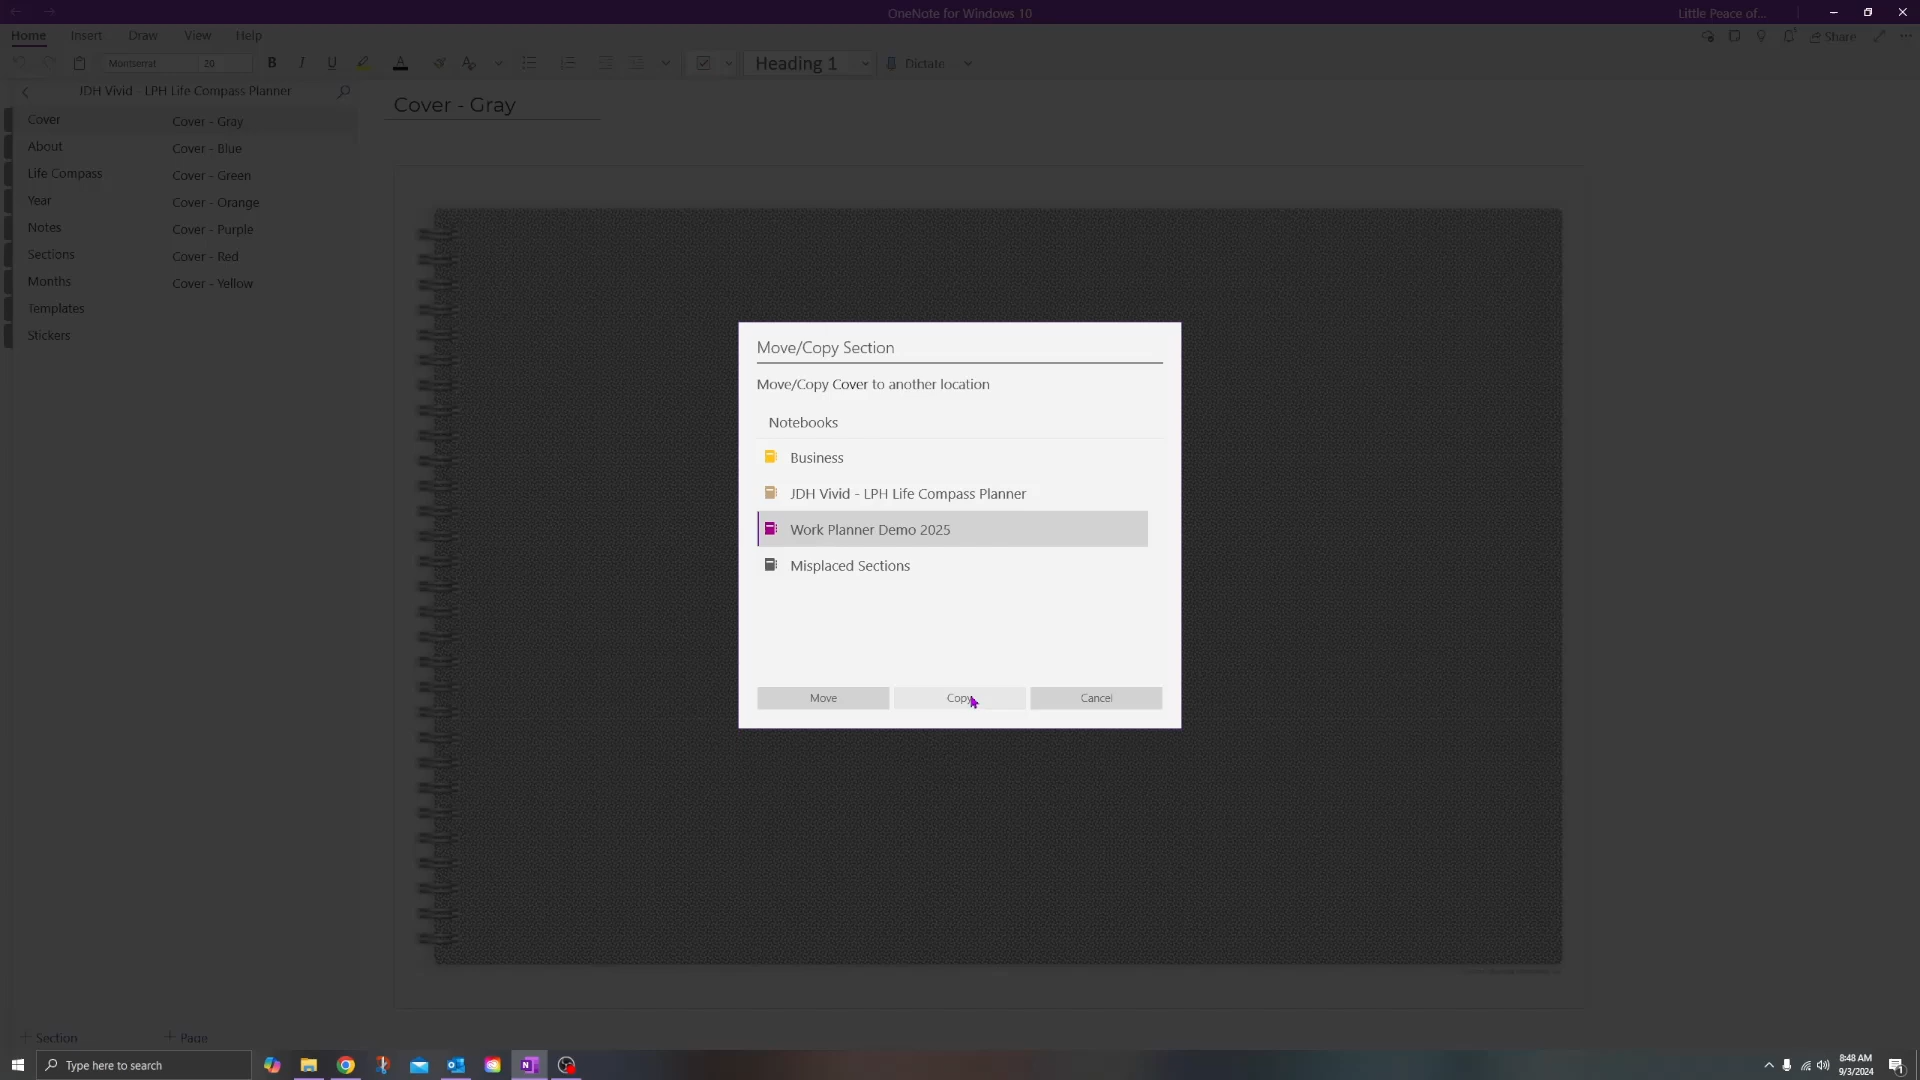 OneNote for Windows 10
Little Peace of...
Home Insert Draw View Help
Share
Montserrat 20 B I U A Heading 1 Dictate
JDH Vivid - LPH Life Compass Planner
Cover - Gray
Cover
About
Life Compass
Year
Notes
Sections
Months
Templates
Stickers
Cover - Gray
Cover - Blue
Cover - Green
Cover - Orange
Cover - Purple
Cover - Red
Cover - Yellow
Move/Copy Section
Move/Copy Cover to another location
Notebooks
Business
JDH Vivid - LPH Life Compass Planner
Work Planner Demo 2025
Misplaced Sections
Move Copy Cancel
+ Section + Page
Type here to search
8:48 AM
9/3/2024